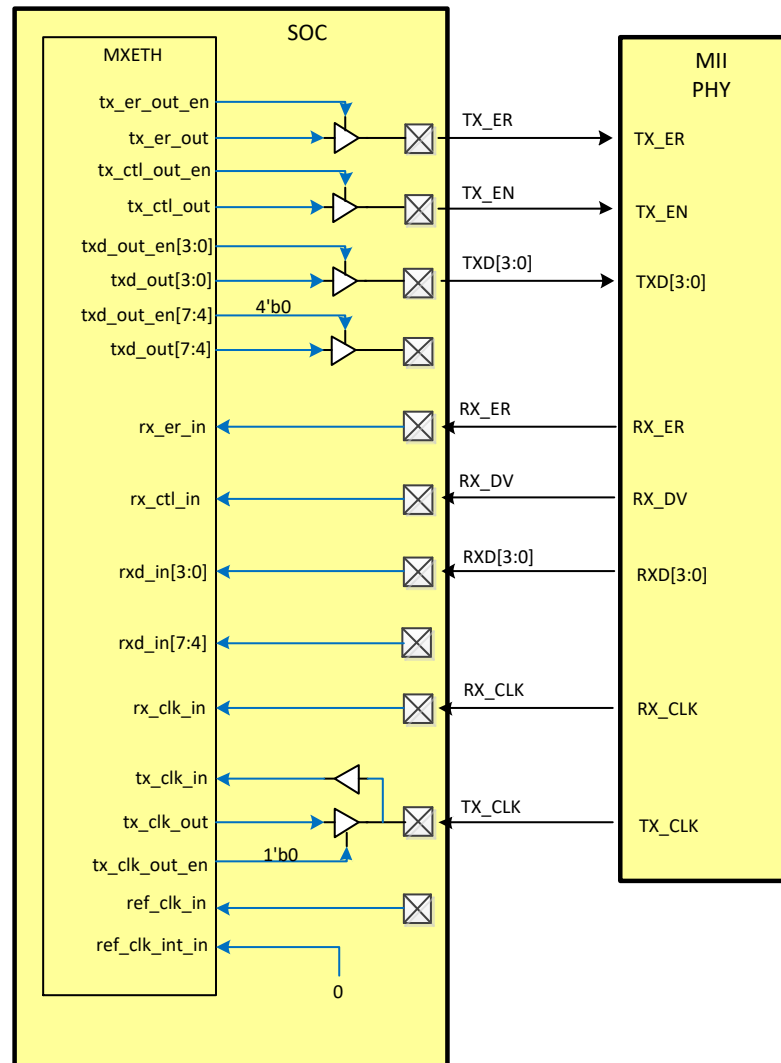 SOC
MXETH
MII
PHY
tx_er_out_en
tx_er_out
TX_ER
TX_ER
tx_ctl_out_en
tx_ctl_out
TX_EN
TX_EN
txd_out_en[3:0]
txd_out[3:0]
TXD[3:0]
TXD[3:0]
txd_out_en[7:4]
4'b0
txd_out[7:4]
rx_er_in
RX_ER
RX_ER
rx_ctl_in
RX_DV
RX_DV
rxd_in[3:0]
RXD[3:0]
RXD[3:0]
rxd_in[7:4]
rx_clk_in
RX_CLK
RX_CLK
tx_clk_in
tx_clk_out
TX_CLK
TX_CLK
tx_clk_out_en
1'b0
ref_clk_in
ref_clk_int_in
0